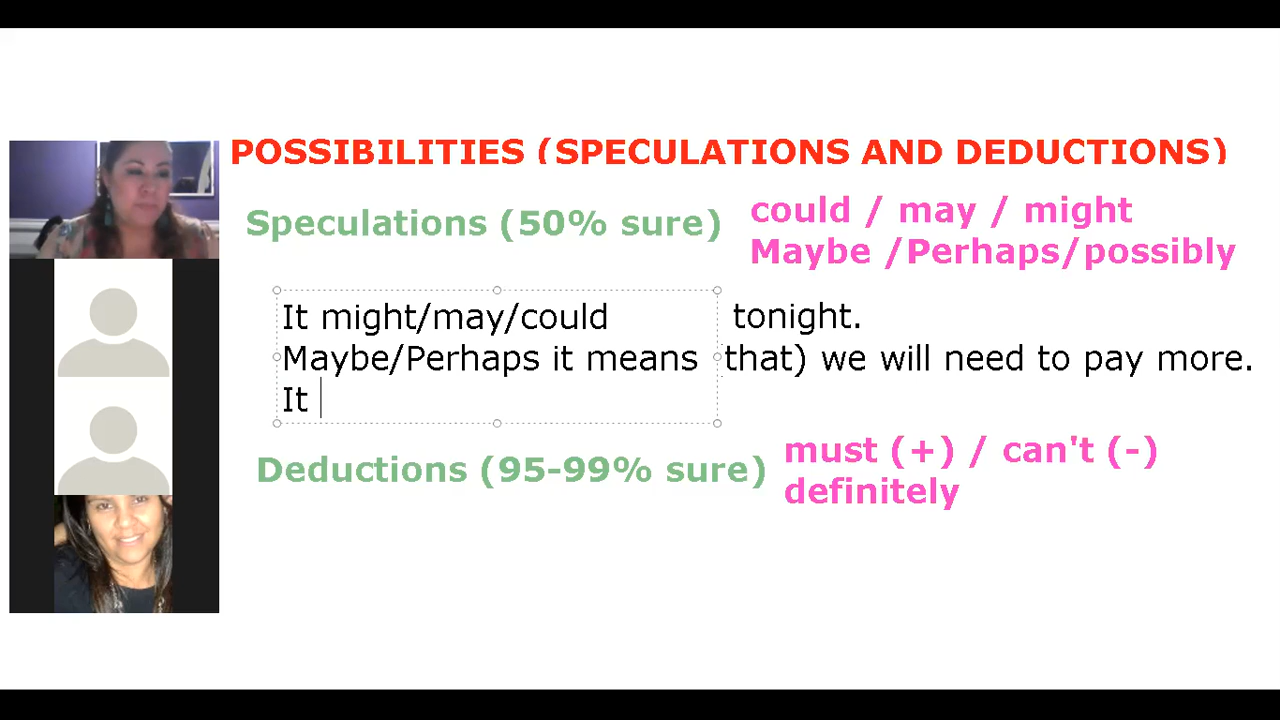 POSSIBILITIES (SPECULATIONS AND DEDUCTIONS)
Speculations (50% sure)
could / may / might
Maybe /Perhaps/possibly
It might/may/could tonight.
Maybe/Perhaps it means that) we will need to pay more.
It
Deductions (95-99% sure)
must (+) / can't (-)
definitely